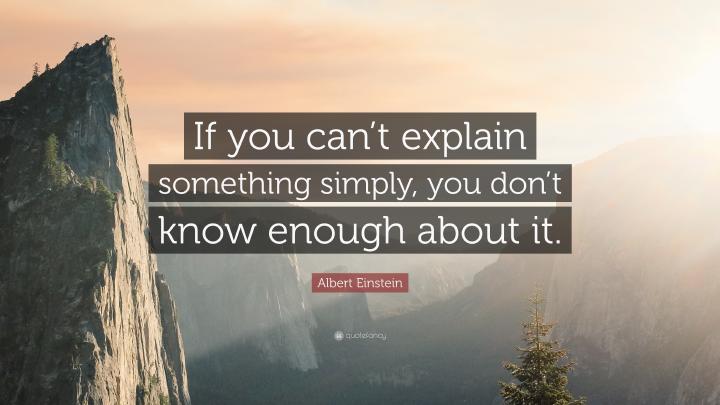 If you can’t explain
something simply, you don’t
know enough about it.
Albert Einstein
quotefancy